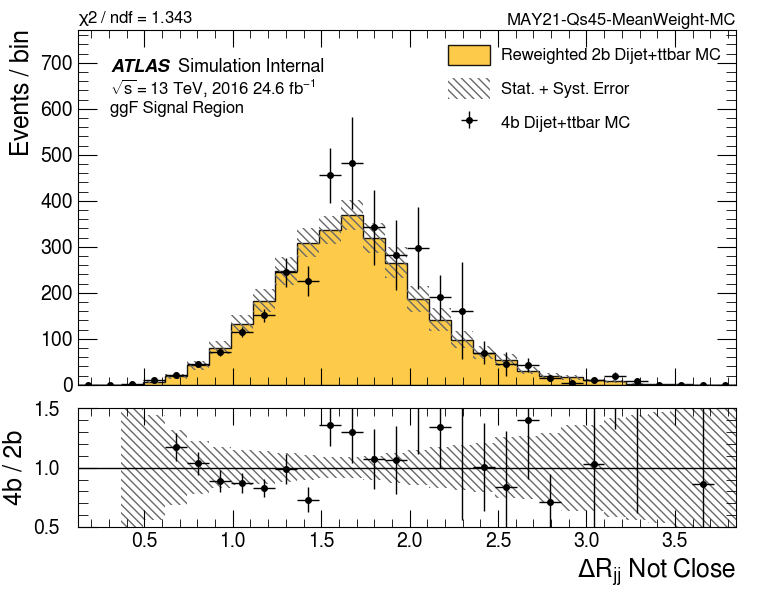 χ2 / ndf = 1.343
MAY21-Qs45-MeanWeight-MC
Events / bin
ATLAS Simulation Internal
√s = 13 TeV, 2016 24.6 fb⁻¹
ggF Signal Region
Reweighted 2b Dijet+ttbar MC
Stat. + Syst. Error
4b Dijet+ttbar MC
700
600
500
400
300
200
100
0
4b / 2b
1.5
1.0
0.5
0.5 1.0 1.5 2.0 2.5 3.0 3.5
ΔRjj Not Close